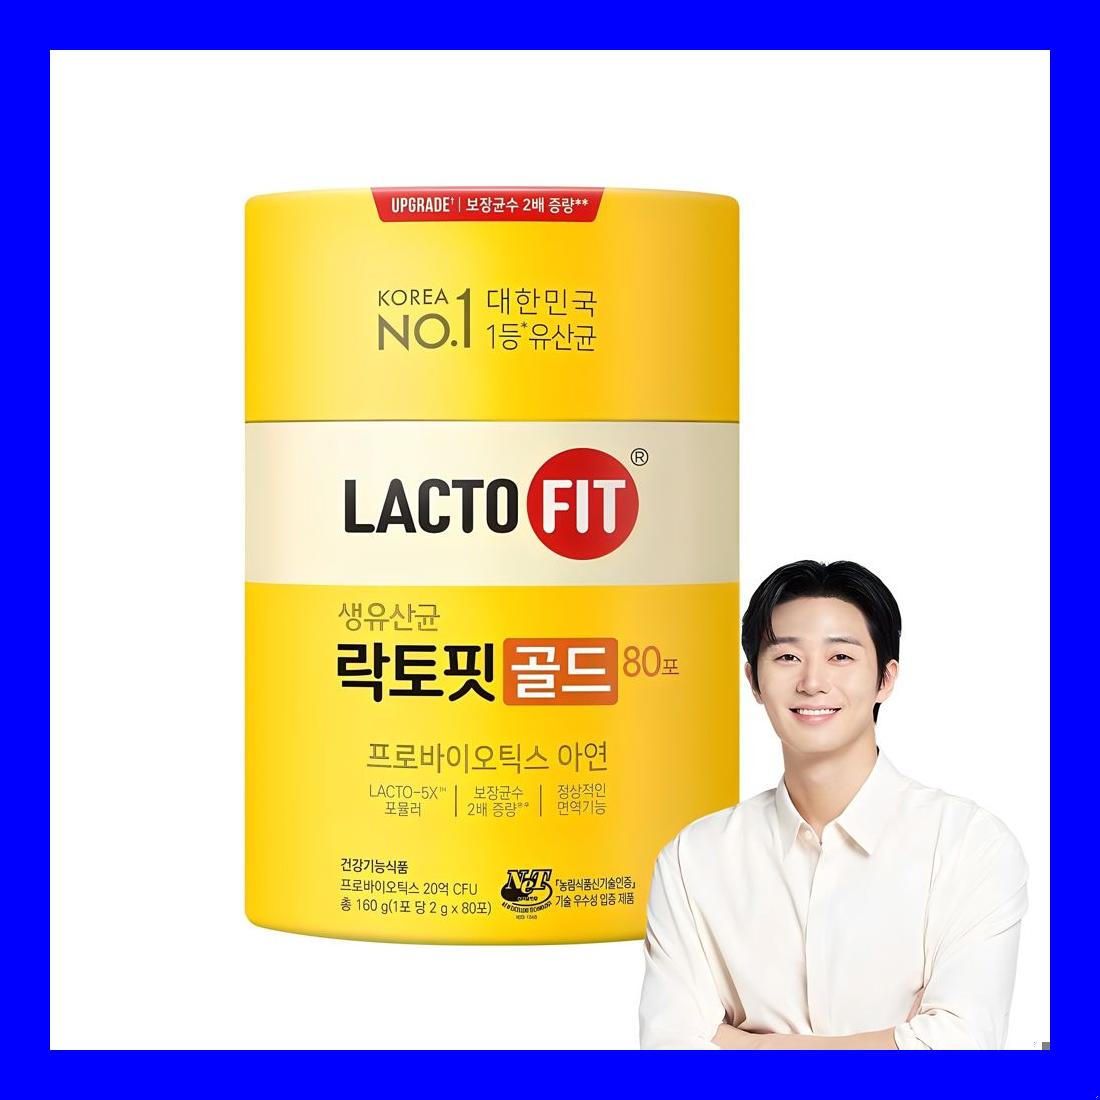 UPGRADE† | 보장균수 2배 증량**
KOREA
NO.1
대한민국
1등*유산균
LACTO FIT®
생유산균
락토핏 골드 80포
프로바이오틱스 아연
LACTO-5X™
포뮬러
보장균수
2배 증량**
정상적인
면역기능
건강기능식품
프로바이오틱스 20억 CFU
총 160 g(1포 당 2 g x 80포)
NeT
『농림식품신기술인증』
기술 우수성 입증 제품